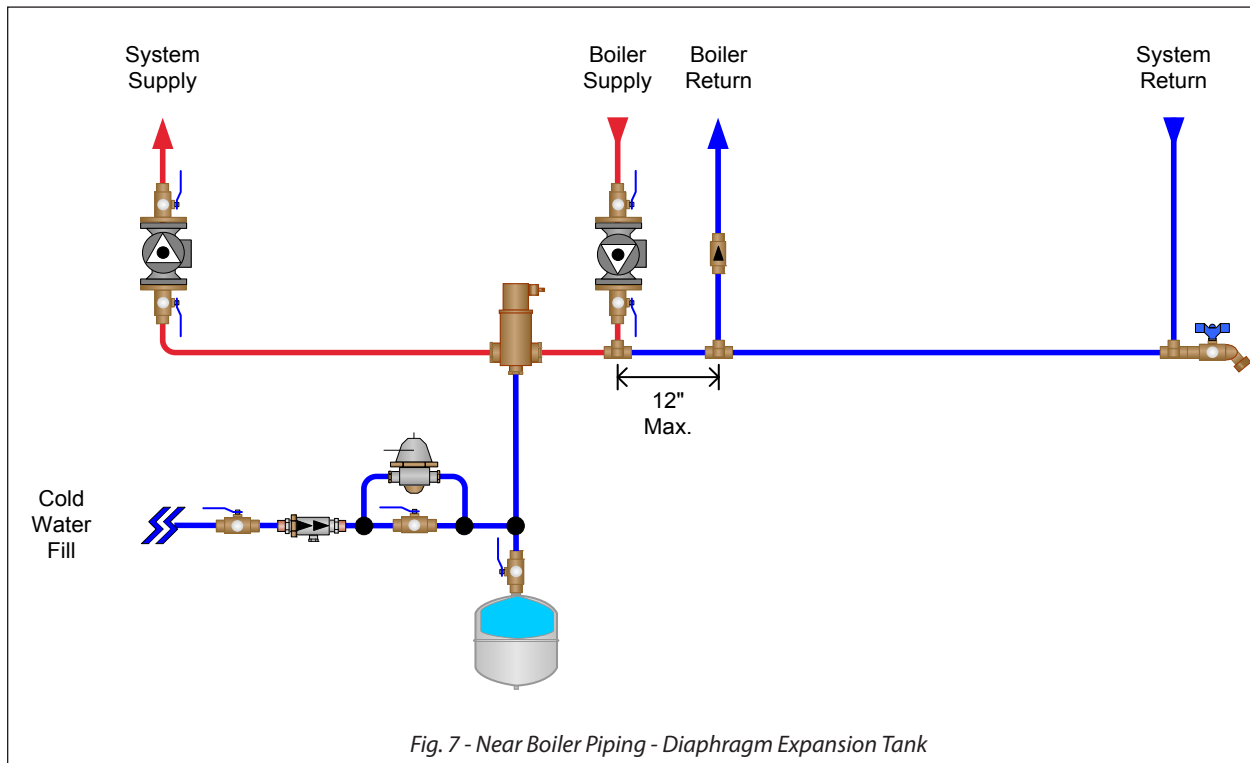 System
Supply
Boiler
Supply
Boiler
Return
System
Return
12"
Max.
Cold
Water
Fill
Fig. 7 - Near Boiler Piping - Diaphragm Expansion Tank